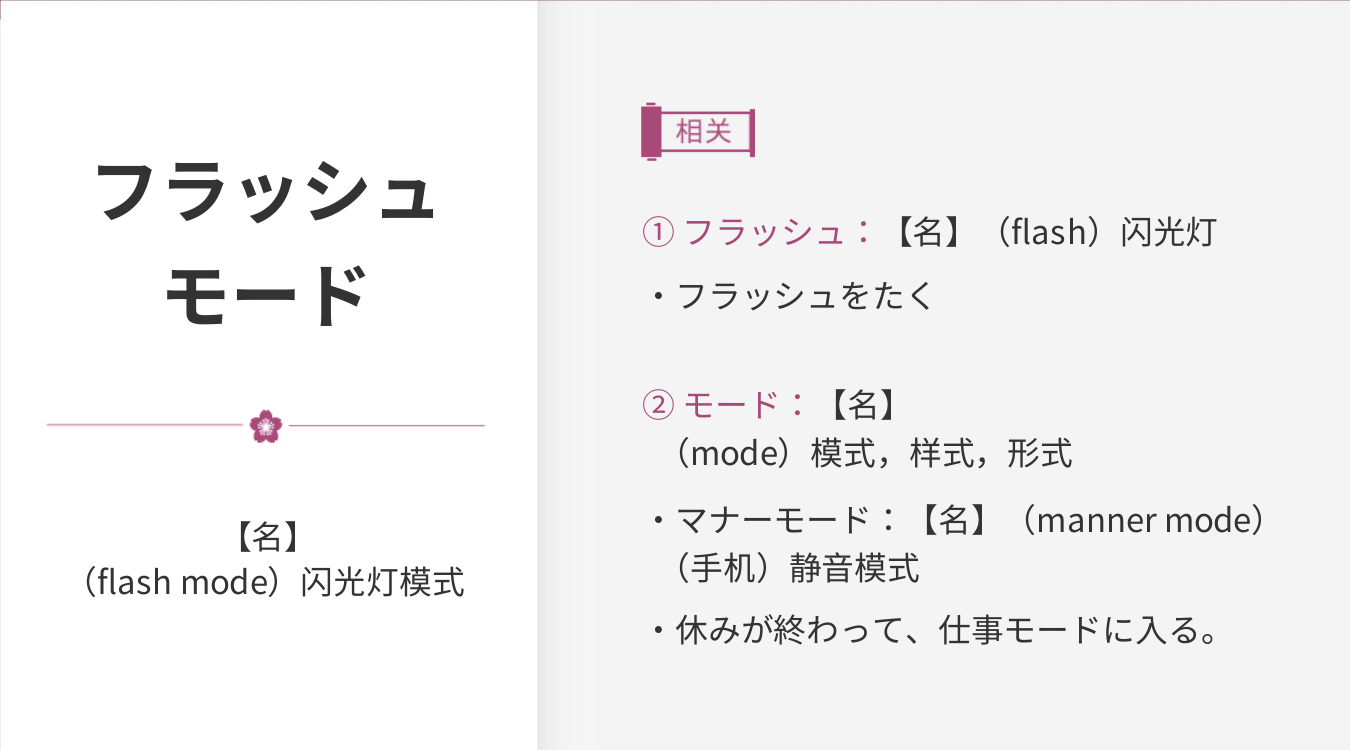 フラッシュ
モード
【名】
（flash mode）闪光灯模式
相关
① フラッシュ：【名】（flash）闪光灯
・フラッシュをたく
② モード：【名】
（mode）模式，样式，形式
・マナーモード：【名】（manner mode）
（手机）静音模式
・休みが終わって、仕事モードに入る。